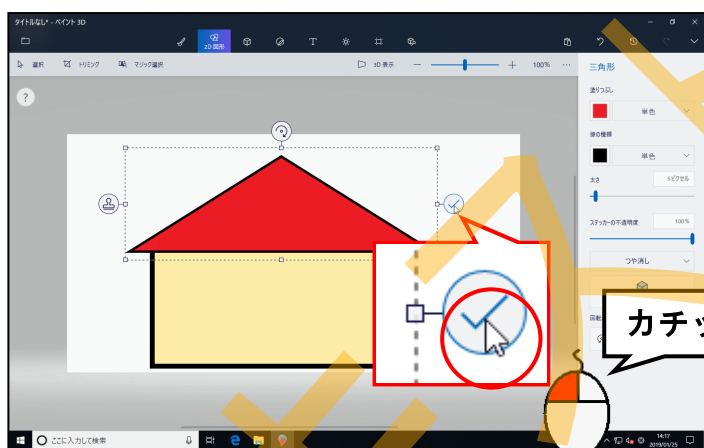 タイトルなし* - ペイント 3D
2D 図形
選択 トリミング マジック選択 3D 表示 100% ...
三角形
塗りつぶし
単色
線の種類
単色
太さ 5ピクセル
ステッカーの不透明度 100%
つや消し
カチッ
ここに入力して検索
14:17
2019/01/25